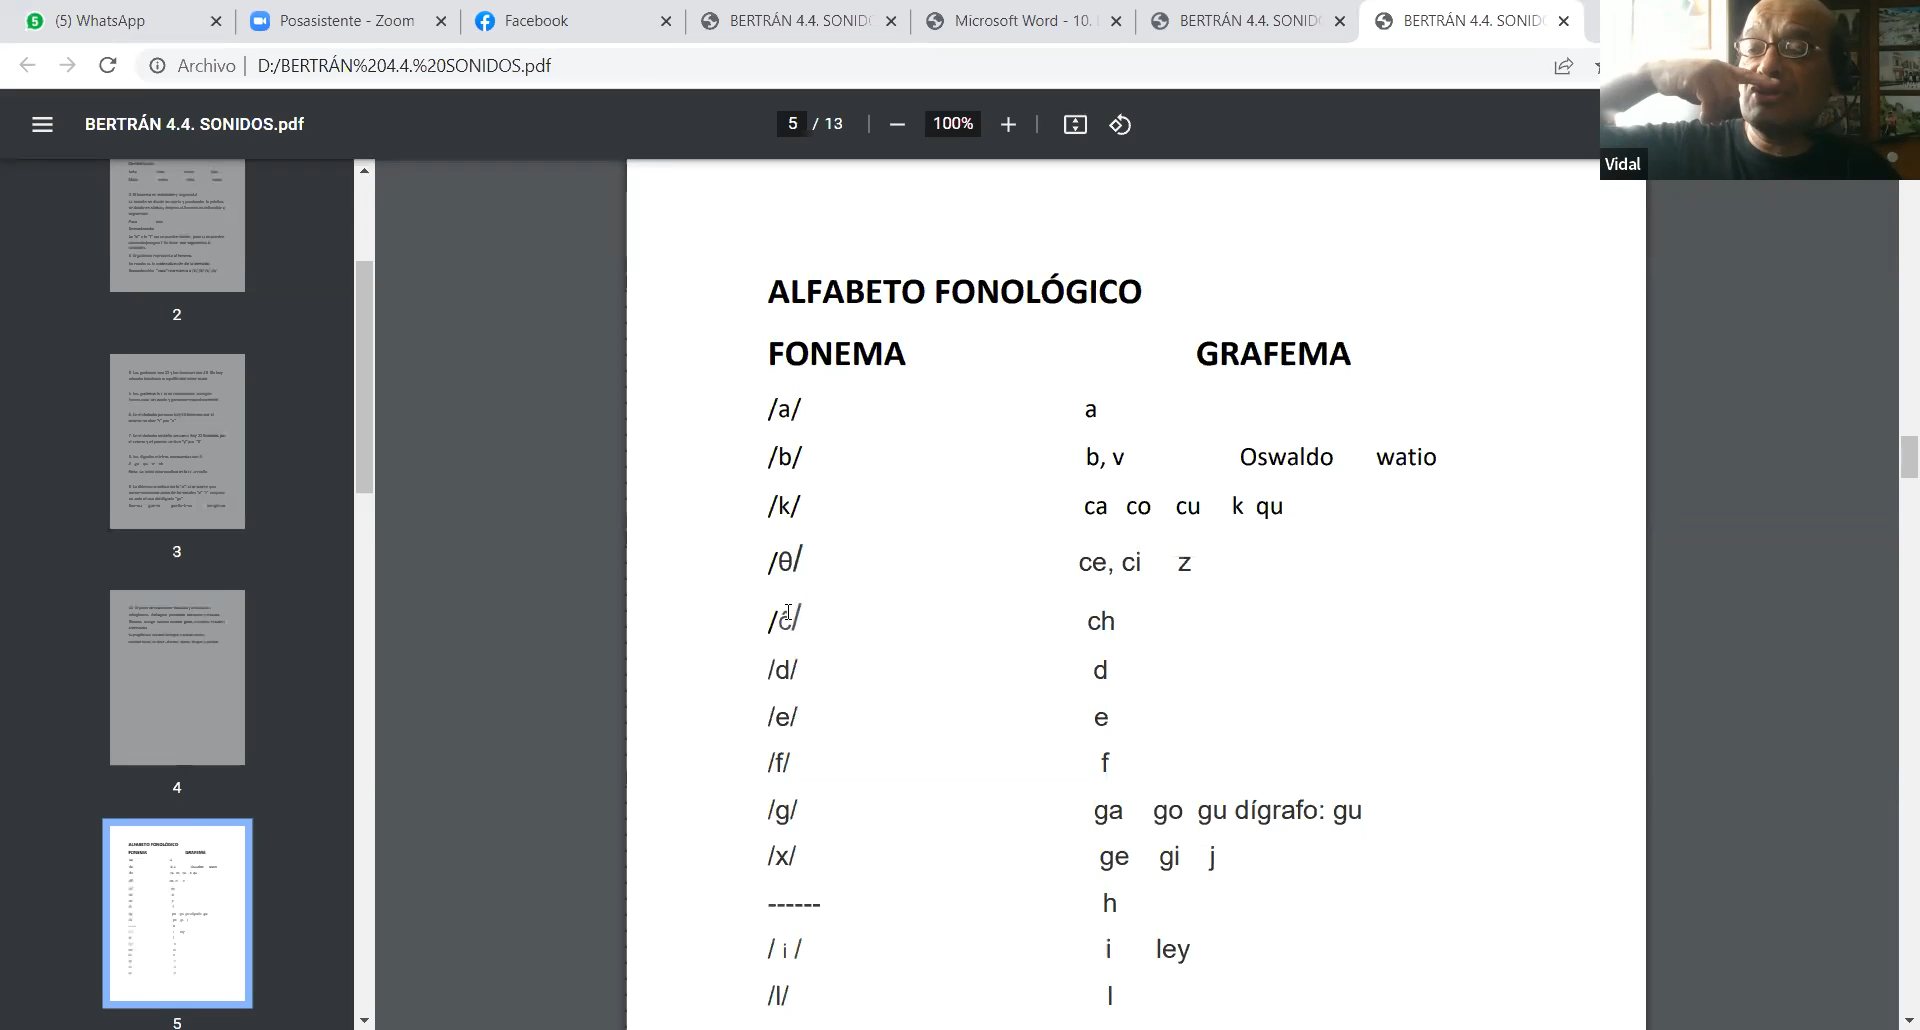 (5) WhatsApp
Posasistente - Zoom
Facebook
BERTRÁN 4.4. SONIDO
Microsoft Word - 10.
BERTRÁN 4.4. SONIDO
BERTRÁN 4.4. SONIDO
Archivo D:/BERTRÁN%204.4.%20SONIDOS.pdf
BERTRÁN 4.4. SONIDOS.pdf
5 / 13
100%
Vidal
2
3
4
5
ALFABETO FONOLÓGICO
FONEMA GRAFEMA
/a/ a
/b/ b, v Oswaldo watio
/k/ ca co cu k qu
/θ/ ce, ci z
/ĉ/ ch
/d/ d
/e/ e
/f/ f
/g/ ga go gu dígrafo: gu
/x/ ge gi j
------ h
/ i / i ley
/l/ l